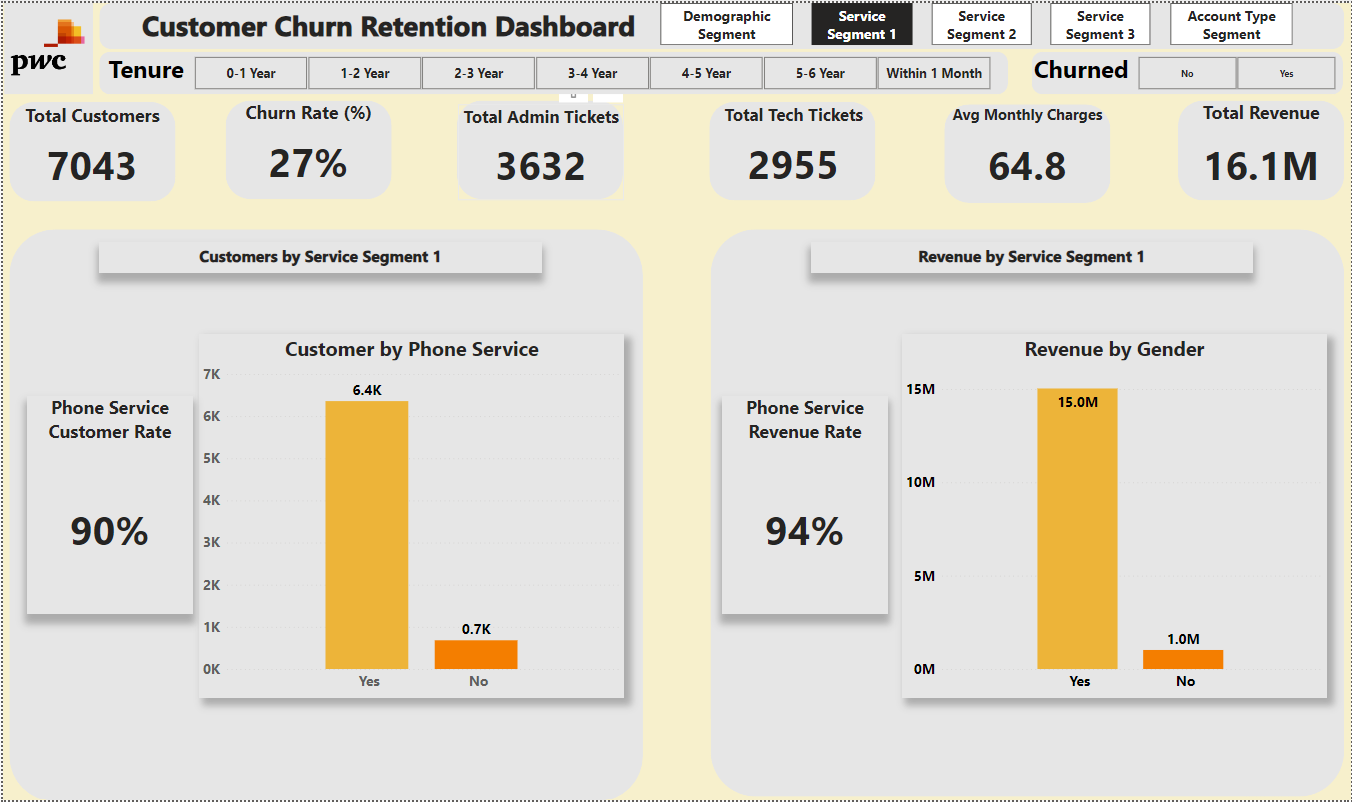 pwc
Customer Churn Retention Dashboard
Demographic
Segment
Service
Segment 1
Service
Segment 2
Service
Segment 3
Account Type
Segment
Tenure
0-1 Year
1-2 Year
2-3 Year
3-4 Year
4-5 Year
5-6 Year
Within 1 Month
Churned
No
Yes
Total Customers
7043
Churn Rate (%)
27%
Total Admin Tickets
3632
Total Tech Tickets
2955
Avg Monthly Charges
64.8
Total Revenue
16.1M
Customers by Service Segment 1
Phone Service
Customer Rate
90%
Customer by Phone Service
7K
6K
5K
4K
3K
2K
1K
0K
6.4K
0.7K
Yes
No
Revenue by Service Segment 1
Phone Service
Revenue Rate
94%
Revenue by Gender
15M
10M
5M
0M
15.0M
1.0M
Yes
No